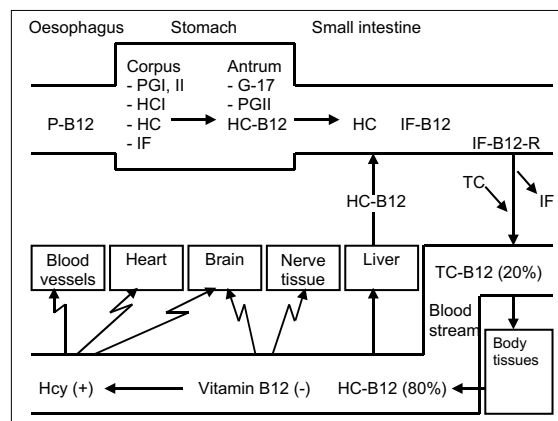 Oesophagus Stomach Small intestine
Corpus
- PGI, II
- HCl
- HC
- IF
Antrum
- G-17
- PGII
HC-B12
P-B12
HC IF-B12
IF-B12-R
TC
IF
HC-B12
Blood
vessels
Heart
Brain
Nerve
tissue
Liver
TC-B12 (20%)
Blood
stream
Body
tissues
Hcy (+) Vitamin B12 (-) HC-B12 (80%)